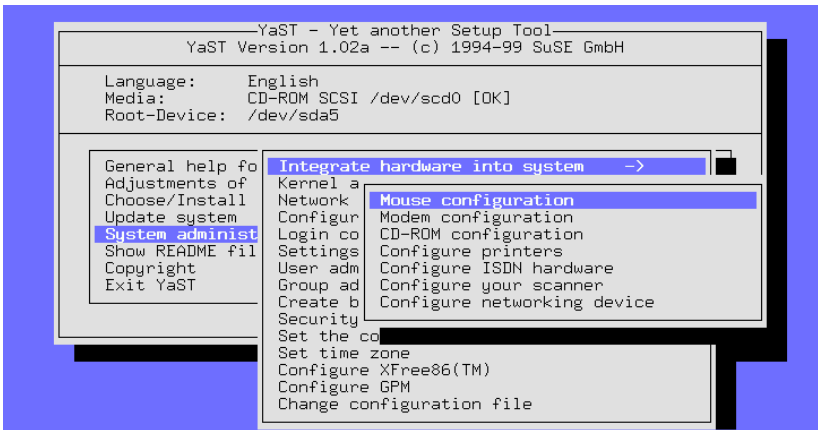 YaST - Yet another Setup Tool
YaST Version 1.02a -- (c) 1994-99 SuSE GmbH
Language: English
Media: CD-ROM SCSI /dev/scd0 [OK]
Root-Device: /dev/sda5
General help fo
Adjustments of
Choose/Install
Update system
System administ
Show README fil
Copyright
Exit YaST
Integrate hardware into system ->
Kernel a
Network
Configur
Login co
Settings
User adm
Group ad
Create b
Security
Set the co
Set time zone
Configure XFree86(TM)
Configure GPM
Change configuration file
Mouse configuration
Modem configuration
CD-ROM configuration
Configure printers
Configure ISDN hardware
Configure your scanner
Configure networking device